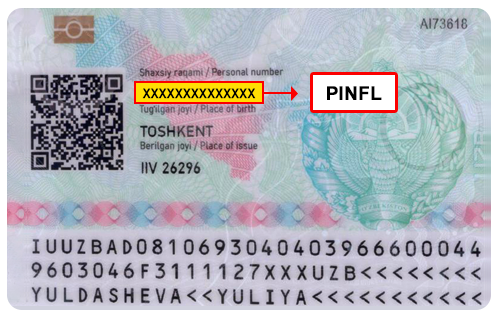 AI73618
Shaxsiy raqami / Personal number
XXXXXXXXXXXXXX
PINFL
Tug'ilgan joyi / Place of birth
TOSHKENT
Berilgan joyi / Place of issue
IIV 26296
IUUZBAD0810693040403966600044
9603046F3111127XXXUZB<<<<<<<<
YULDASHEVA<<YULIYA<<<<<<<<<<<